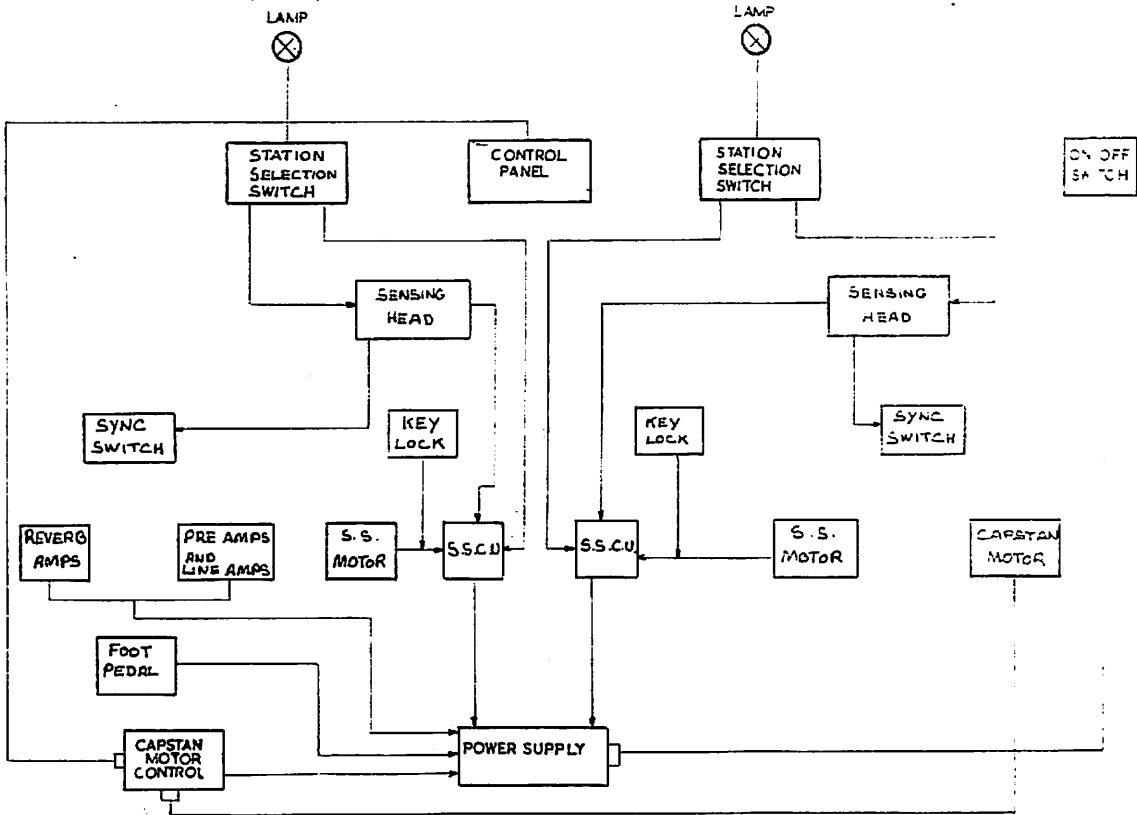 LAMP
LAMP
STATION
SELECTION
SWITCH
CONTROL
PANEL
STATION
SELECTION
SWITCH
ON OFF
SENSING
HEAD
SENSING
HEAD
SYNC
SWITCH
KEY
LOCK
KEY
LOCK
SYNC
SWITCH
REVERB
AMPS
PRE AMPS
AND
LINE AMPS
S.S.
MOTOR
S.S.C.U
S.S.C.U.
S.S.
MOTOR
CAPSTAN
MOTOR
FOOT
PEDAL
CAPSTAN
MOTOR
CONTROL
POWER SUPPLY